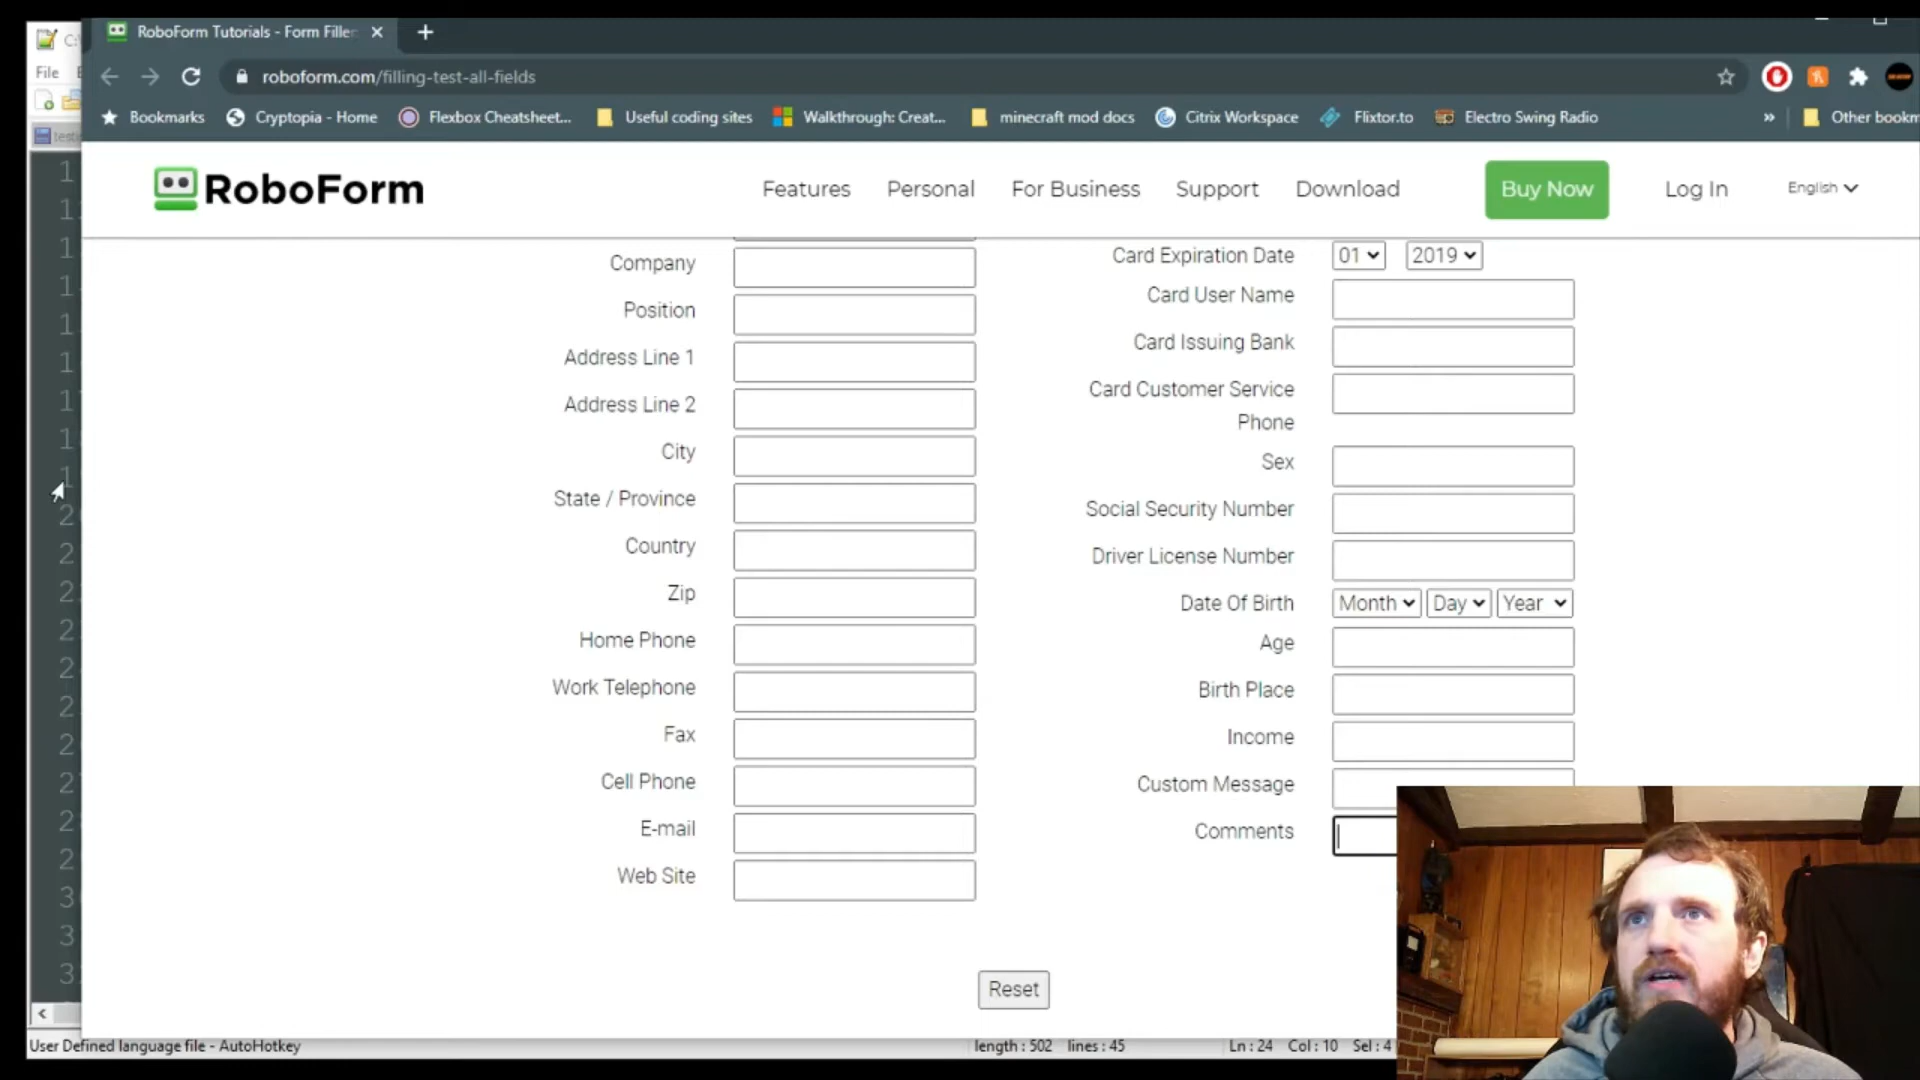 RoboForm Tutorials - Form Filler
File
roboform.com/filling-test-all-fields
Bookmarks Cryptopia - Home Flexbox Cheatsheet... Useful coding sites Walkthrough: Creat... minecraft mod docs Citrix Workspace Flixtor.to Electro Swing Radio » Other bookm
RoboForm Features Personal For Business Support Download Buy Now Log In English
Company
Position
Address Line 1
Address Line 2
City
State / Province
Country
Zip
Home Phone
Work Telephone
Fax
Cell Phone
E-mail
Web Site
Card Expiration Date 01 2019
Card User Name
Card Issuing Bank
Card Customer Service
Phone
Sex
Social Security Number
Driver License Number
Date Of Birth Month Day Year
Age
Birth Place
Income
Custom Message
Comments
Reset
User Defined language file - AutoHotkey length : 502 lines : 45 Ln : 24 Col : 10 Sel : 4